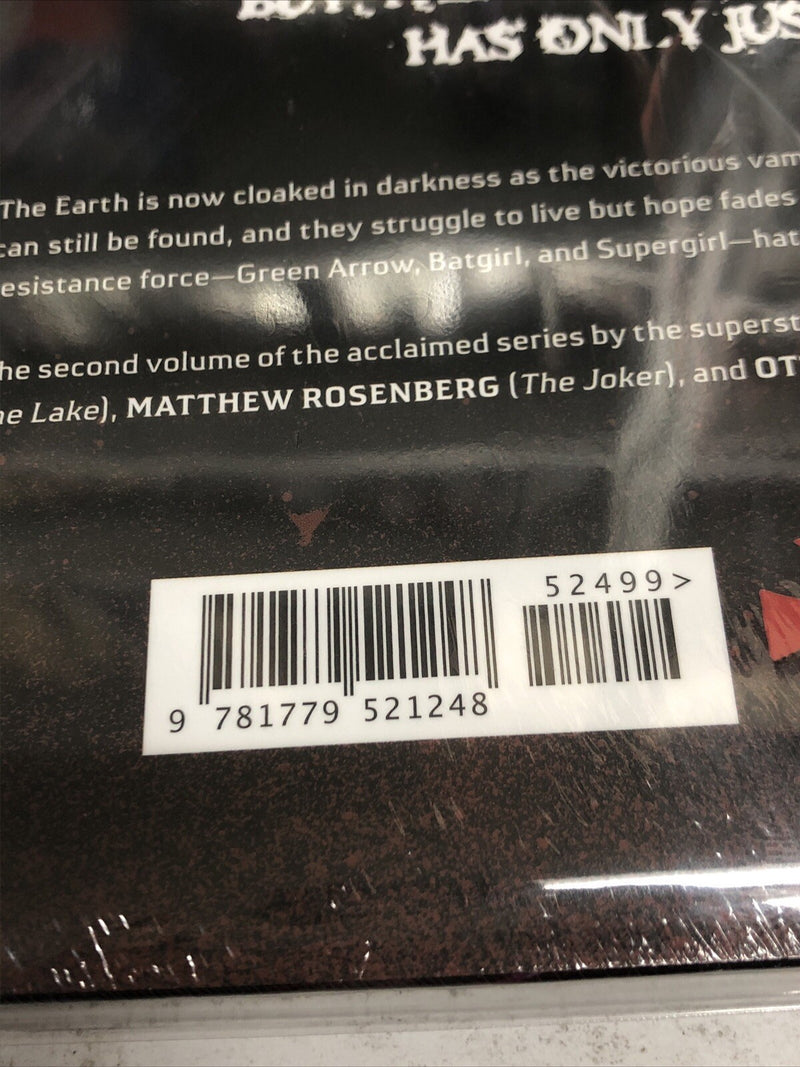 HAS ONLY JUS
The Earth is now cloaked in darkness as the victorious vam
can still be found, and they struggle to live but hope fades
esistance force—Green Arrow, Batgirl, and Supergirl—hat
he second volume of the acclaimed series by the superst
he Lake), MATTHEW ROSENBERG (The Joker), and OT
52499>
9 781779 521248